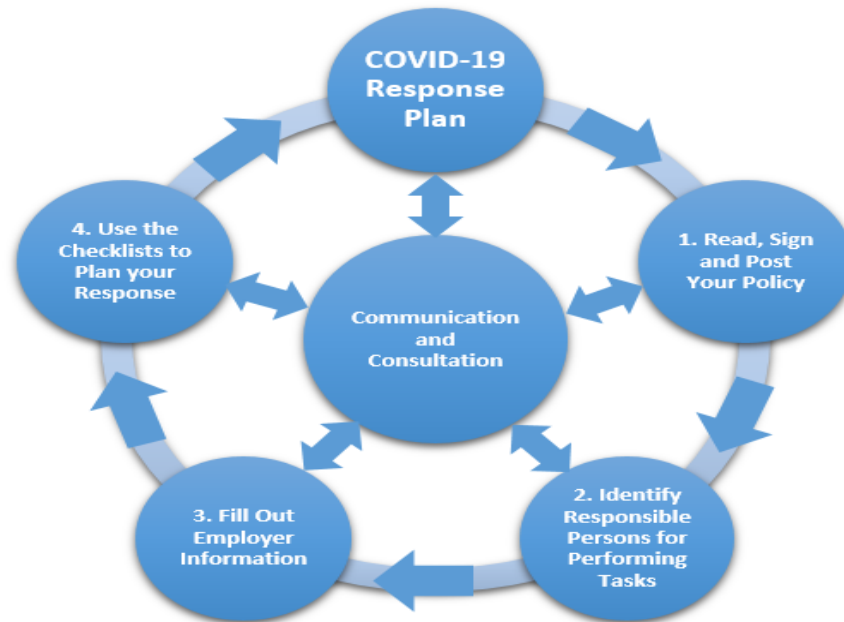 COVID-19
Response
Plan
1. Read, Sign
and Post
Your Policy
2. Identify
Responsible
Persons for
Performing
Tasks
3. Fill Out
Employer
Information
4. Use the
Checklists to
Plan your
Response
Communication
and
Consultation